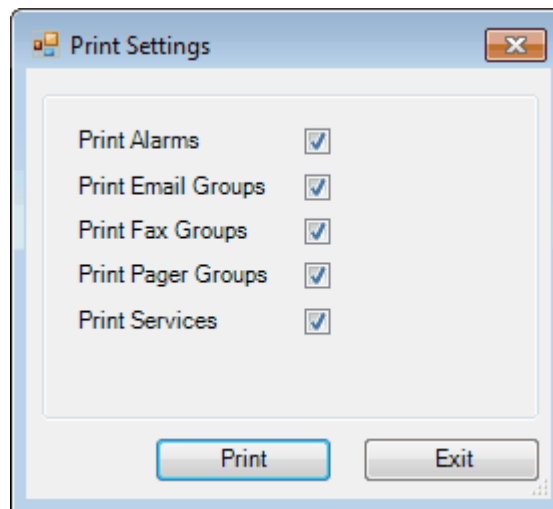 Print Settings
Print Alarms
Print Email Groups
Print Fax Groups
Print Pager Groups
Print Services
Print Exit